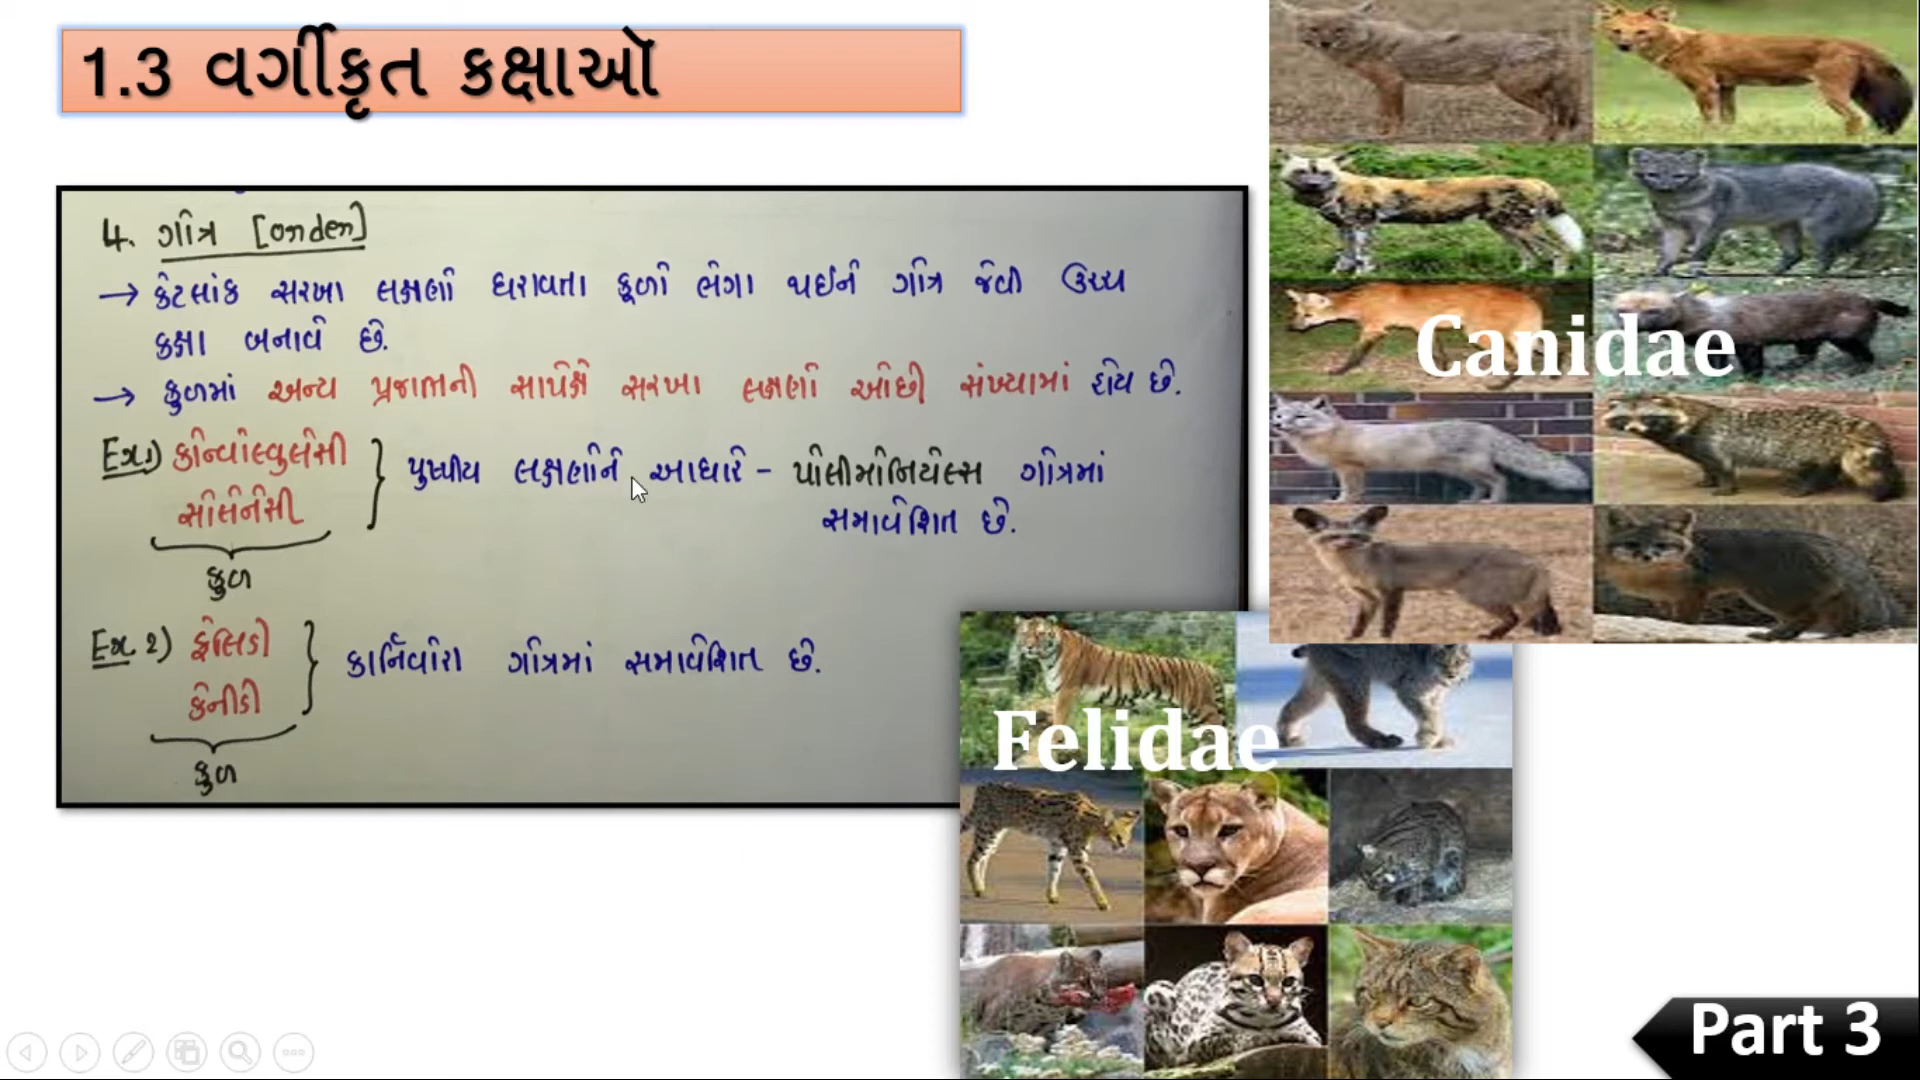 1.3 વર્ગીકૃત કક્ષાઓ
4. ગોત્ર [order]
→ કેટલાંક સરખા લક્ષણો ધરાવતા કૂળો ભેગા થઈને ગોત્ર જેવી ઉચ્ચ
કક્ષા બનાવે છે.
→ કુળમાં અન્ય પ્રજાતિની સાપેક્ષે સરખા લક્ષણો ઓછી સંખ્યામાં હોય છે.
Ex.1) કોન્વોલ્વુલેસી } પુષ્પીય લક્ષણોને આધારે - પોલીમોનિયેલ્સ ગોત્રમાં
સોલેનેસી સમાવેશિત છે.
કુળ
Ex. 2) ફેલિડી } કાર્નિવોરા ગોત્રમાં સમાવેશિત છે.
કેનીડી
કુળ
Canidae
Felidae
Part 3